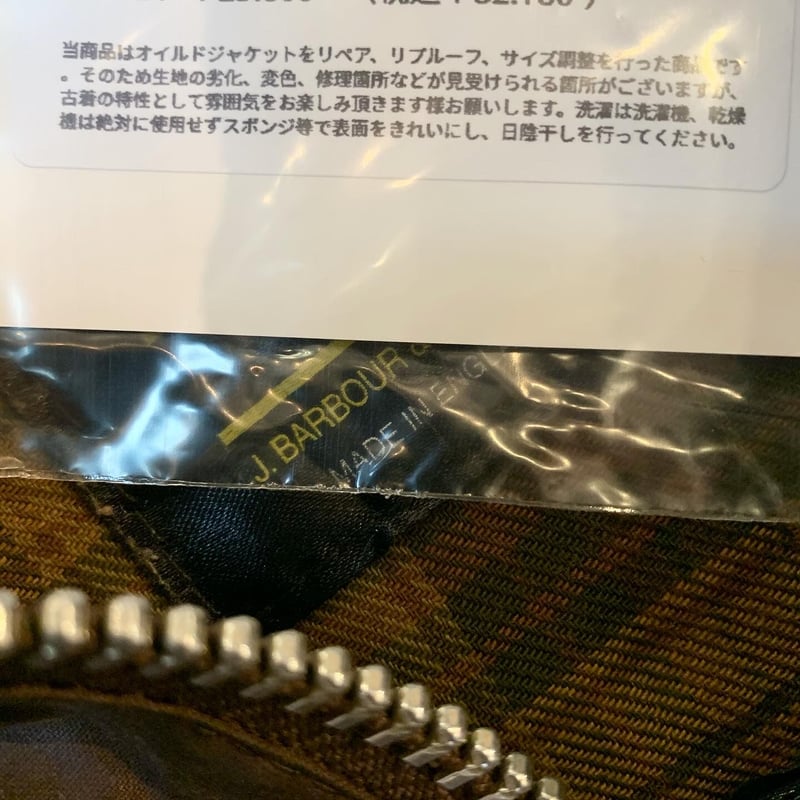 当商品はオイルドジャケットをリペア、リプルーフ、サイズ調整を行った商品です
。そのため生地の劣化、変色、修理箇所などが見受けられる箇所がございますが、
古着の特性として雰囲気をお楽しみ頂きます様お願いします。洗濯は洗濯機、乾燥
機は絶対に使用せずスポンジ等で表面をきれいにし、日陰干しを行ってください。
J. BARBOUR &
MADE IN ENG